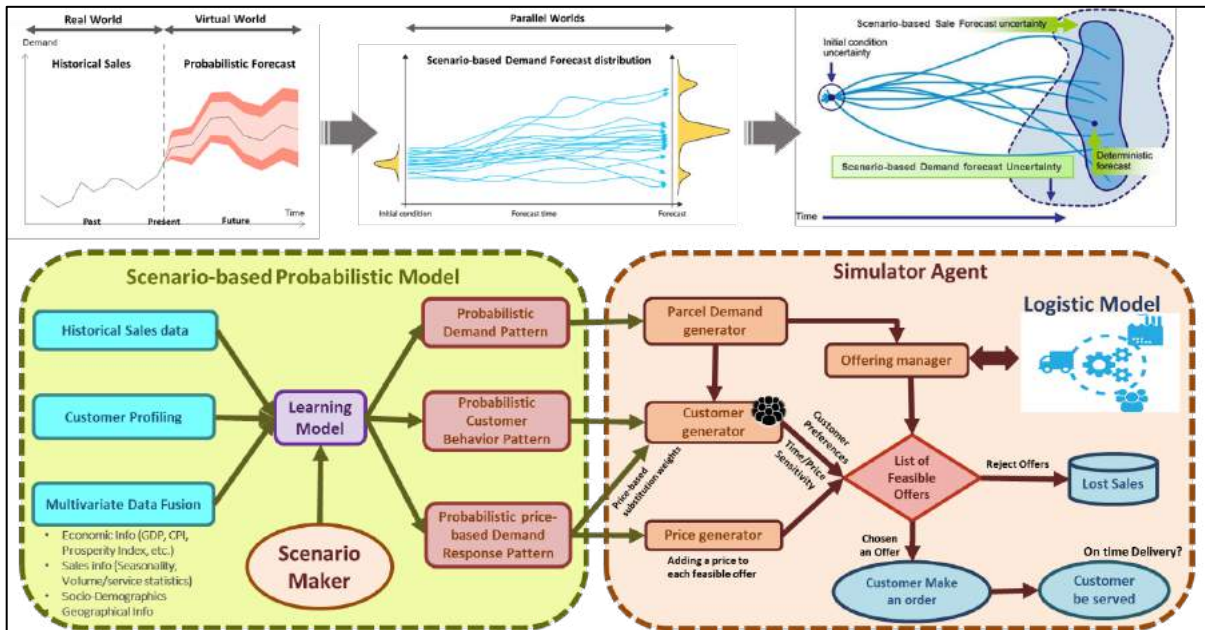 Real World
Virtual World
Demand
Historical Sales
Probabilistic Forecast
Past
Present
Future
Time
Parallel Worlds
Scenario-based Demand Forecast distribution
Initial condition
Forecast time
Forecast
Scenario-based Sale Forecast uncertainty
Initial condition
uncertainty
Deterministic
forecast
Scenario-based Demand forecast Uncertainty
Time
Scenario-based Probabilistic Model
Historical Sales data
Customer Profiling
Multivariate Data Fusion
• Economic Info (GDP, CPI,
Prosperity Index, etc.)
• Sales info (Seasonality,
Volume/service statistics)
• Socio-Demographics
• Geographical Info
Learning
Model
Scenario
Maker
Probabilistic
Demand Pattern
Probabilistic
Customer
Behavior Pattern
Probabilistic price-
based Demand
Response Pattern
Simulator Agent
Parcel Demand
generator
Customer
generator
Price-based
substitution weights
Price generator
Adding a price to
each feasible offer
Customer
Preferences
Time/Price
Sensitivity
Offering manager
Logistic Model
List of
Feasible
Offers
Reject Offers
Lost Sales
Chosen
an Offer
Customer Make
an order
On time Delivery?
Customer
be served